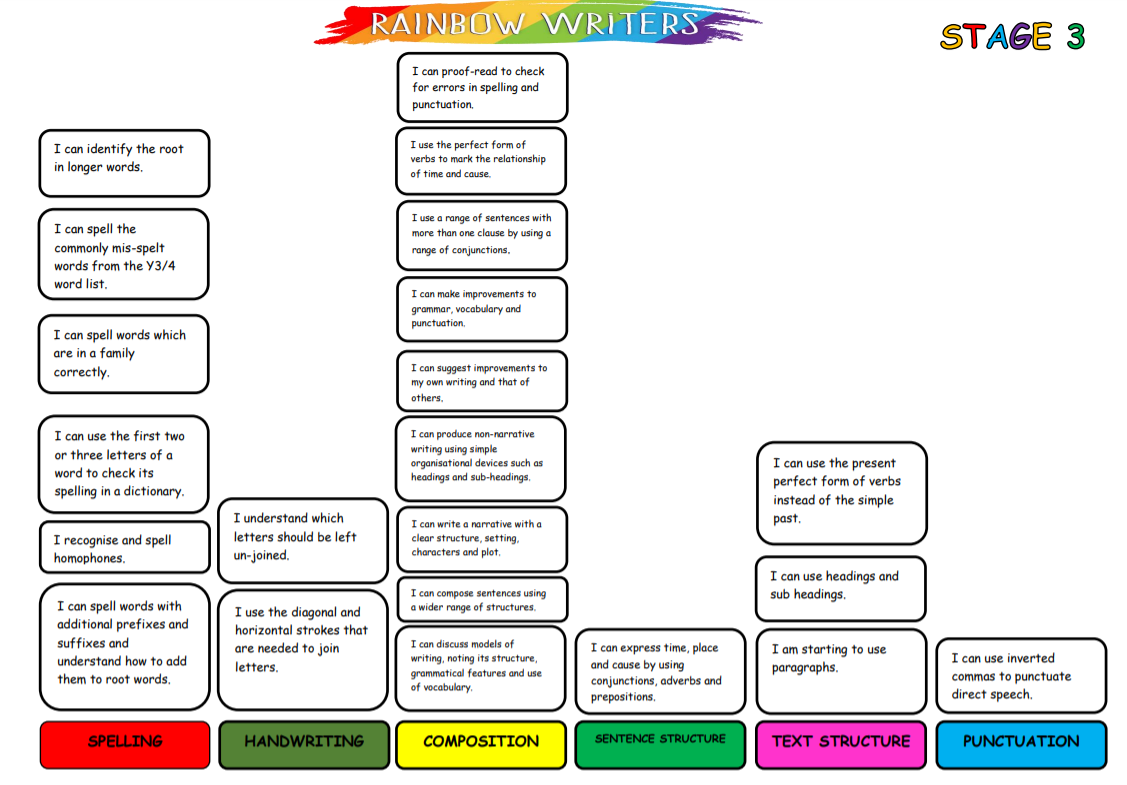 RAINBOW WRITERS
STAGE 3
I can identify the root
in longer words.
I can spell the
commonly mis-spelt
words from the Y3/4
word list.
I can spell words which
are in a family
correctly.
I can use the first two
or three letters of a
word to check its
spelling in a dictionary.
I recognise and spell
homophones.
I can spell words with
additional prefixes and
suffixes and
understand how to add
them to root words.
SPELLING
I understand which
letters should be left
un-joined.
I use the diagonal and
horizontal strokes that
are needed to join
letters.
HANDWRITING
I can proof-read to check
for errors in spelling and
punctuation.
I use the perfect form of
verbs to mark the relationship
of time and cause.
I use a range of sentences with
more than one clause by using a
range of conjunctions.
I can make improvements to
grammar, vocabulary and
punctuation.
I can suggest improvements to
my own writing and that of
others.
I can produce non-narrative
writing using simple
organisational devices such as
headings and sub-headings.
I can write a narrative with a
clear structure, setting,
characters and plot.
I can compose sentences using
a wider range of structures.
I can discuss models of
writing, noting its structure,
grammatical features and use
of vocabulary.
COMPOSITION
I can express time, place
and cause by using
conjunctions, adverbs and
prepositions.
SENTENCE STRUCTURE
I can use the present
perfect form of verbs
instead of the simple
past.
I can use headings and
sub headings.
I am starting to use
paragraphs.
TEXT STRUCTURE
I can use inverted
commas to punctuate
direct speech.
PUNCTUATION